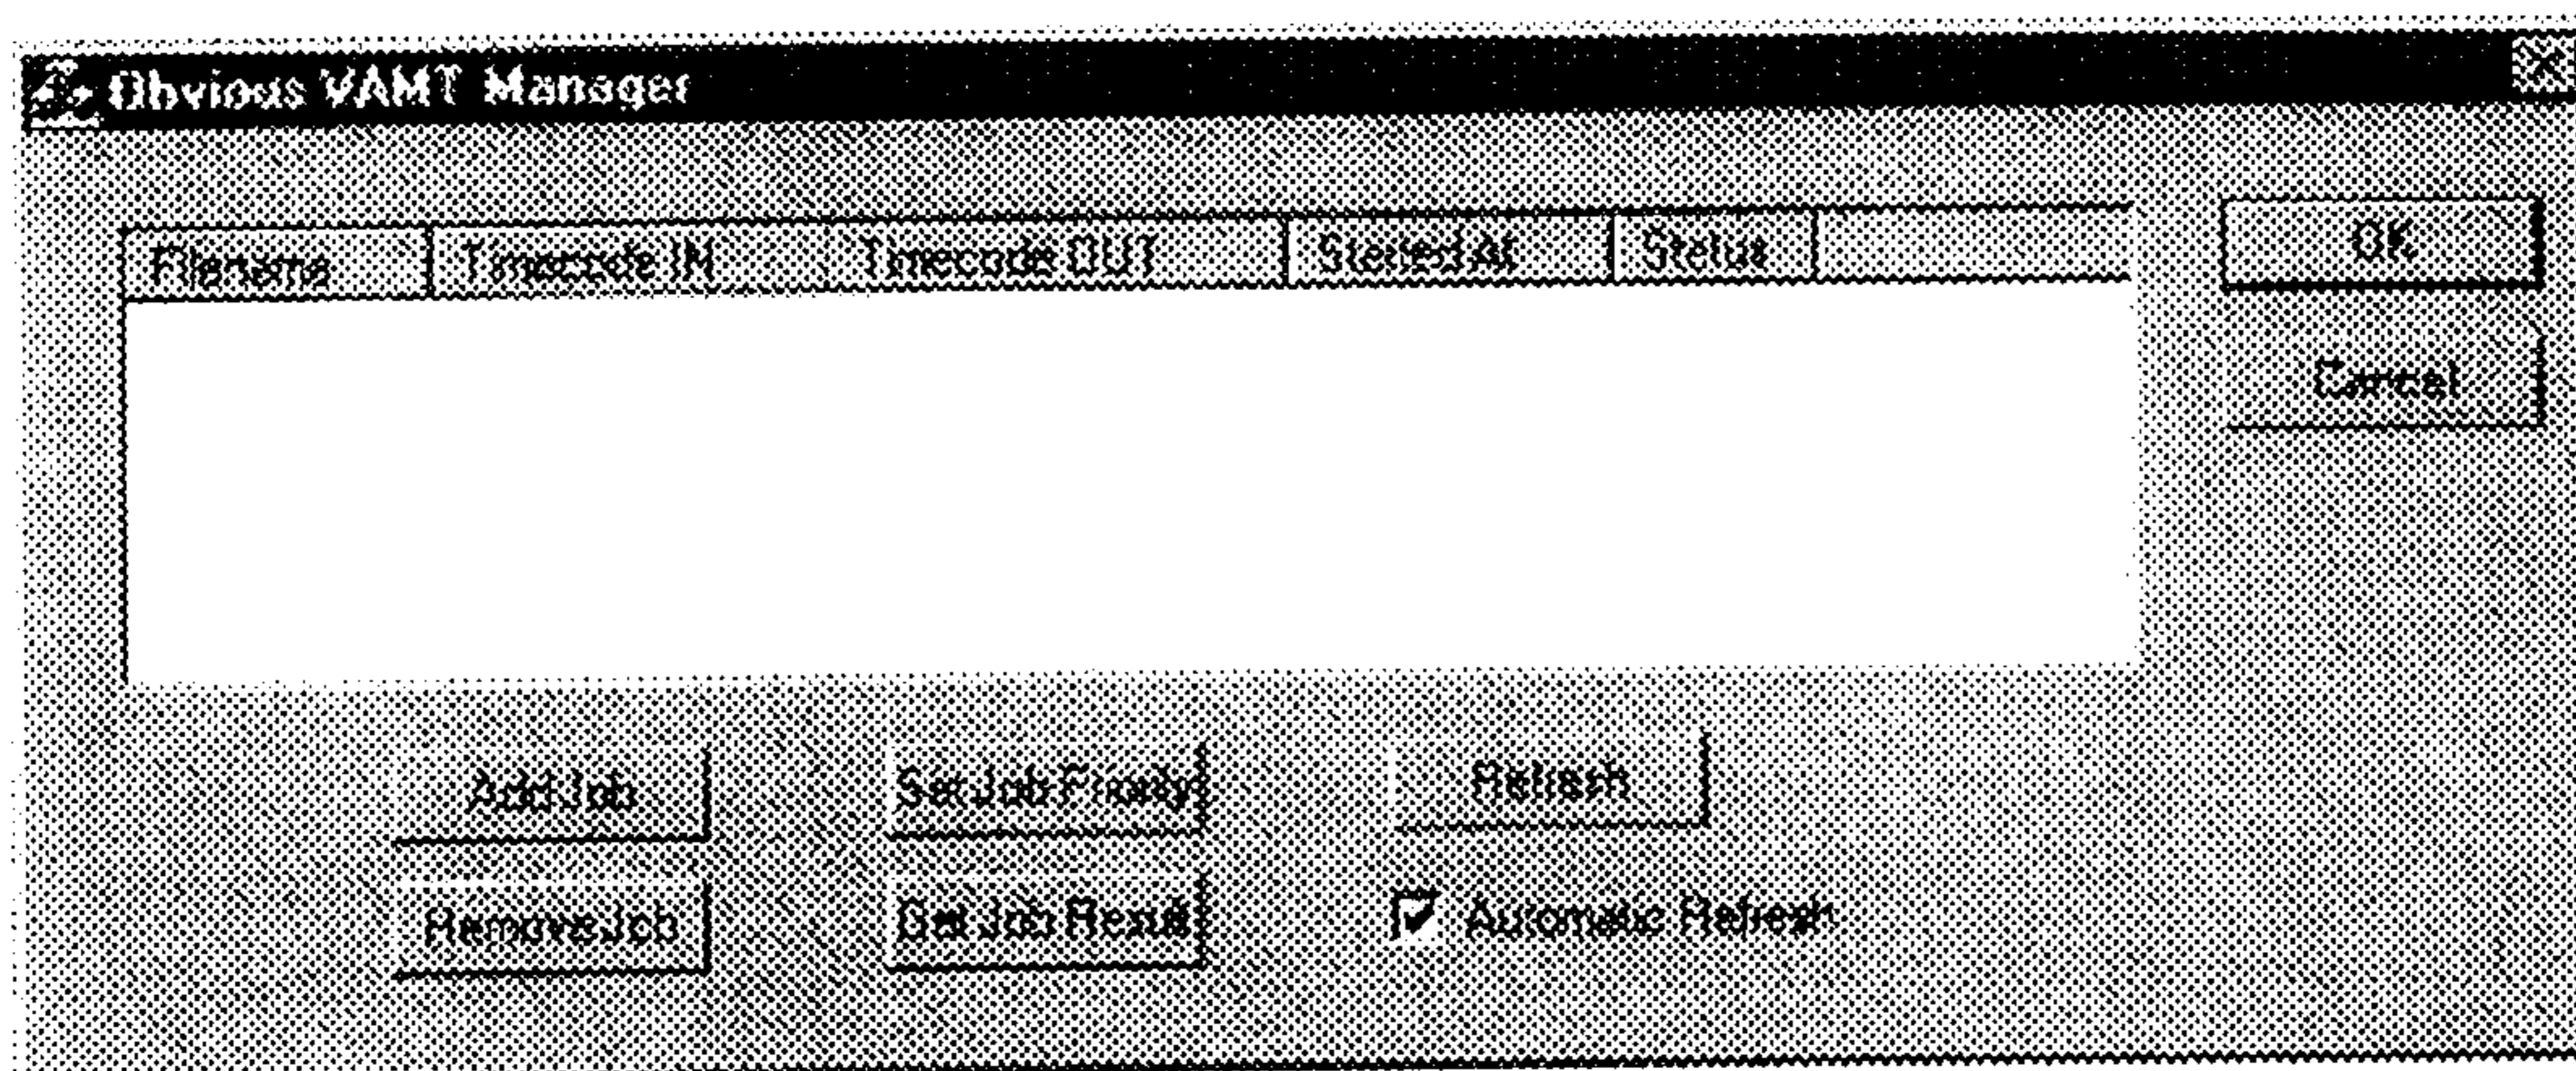 Obvious VAMT Manager
Filename Timecode IN Timecode OUT Started At Status
OK
Cancel
Add Job Set Job Priority Refresh
Remove Job Get Job Result Automatic Refresh